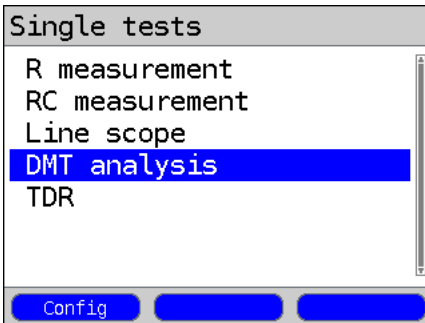 Single tests
R measurement
RC measurement
Line scope
DMT analysis
TDR
Config